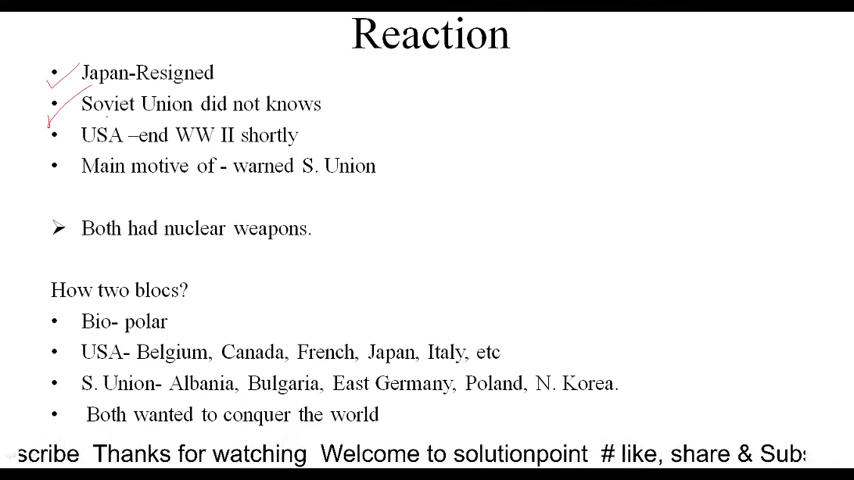 Reaction
• Japan-Resigned
• Soviet Union did not knows
• USA –end WW II shortly
• Main motive of - warned S. Union
➢ Both had nuclear weapons.
How two blocs?
• Bio- polar
• USA- Belgium, Canada, French, Japan, Italy, etc
• S. Union- Albania, Bulgaria, East Germany, Poland, N. Korea.
• Both wanted to conquer the world
scribe Thanks for watching Welcome to solutionpoint # like, share & Subs